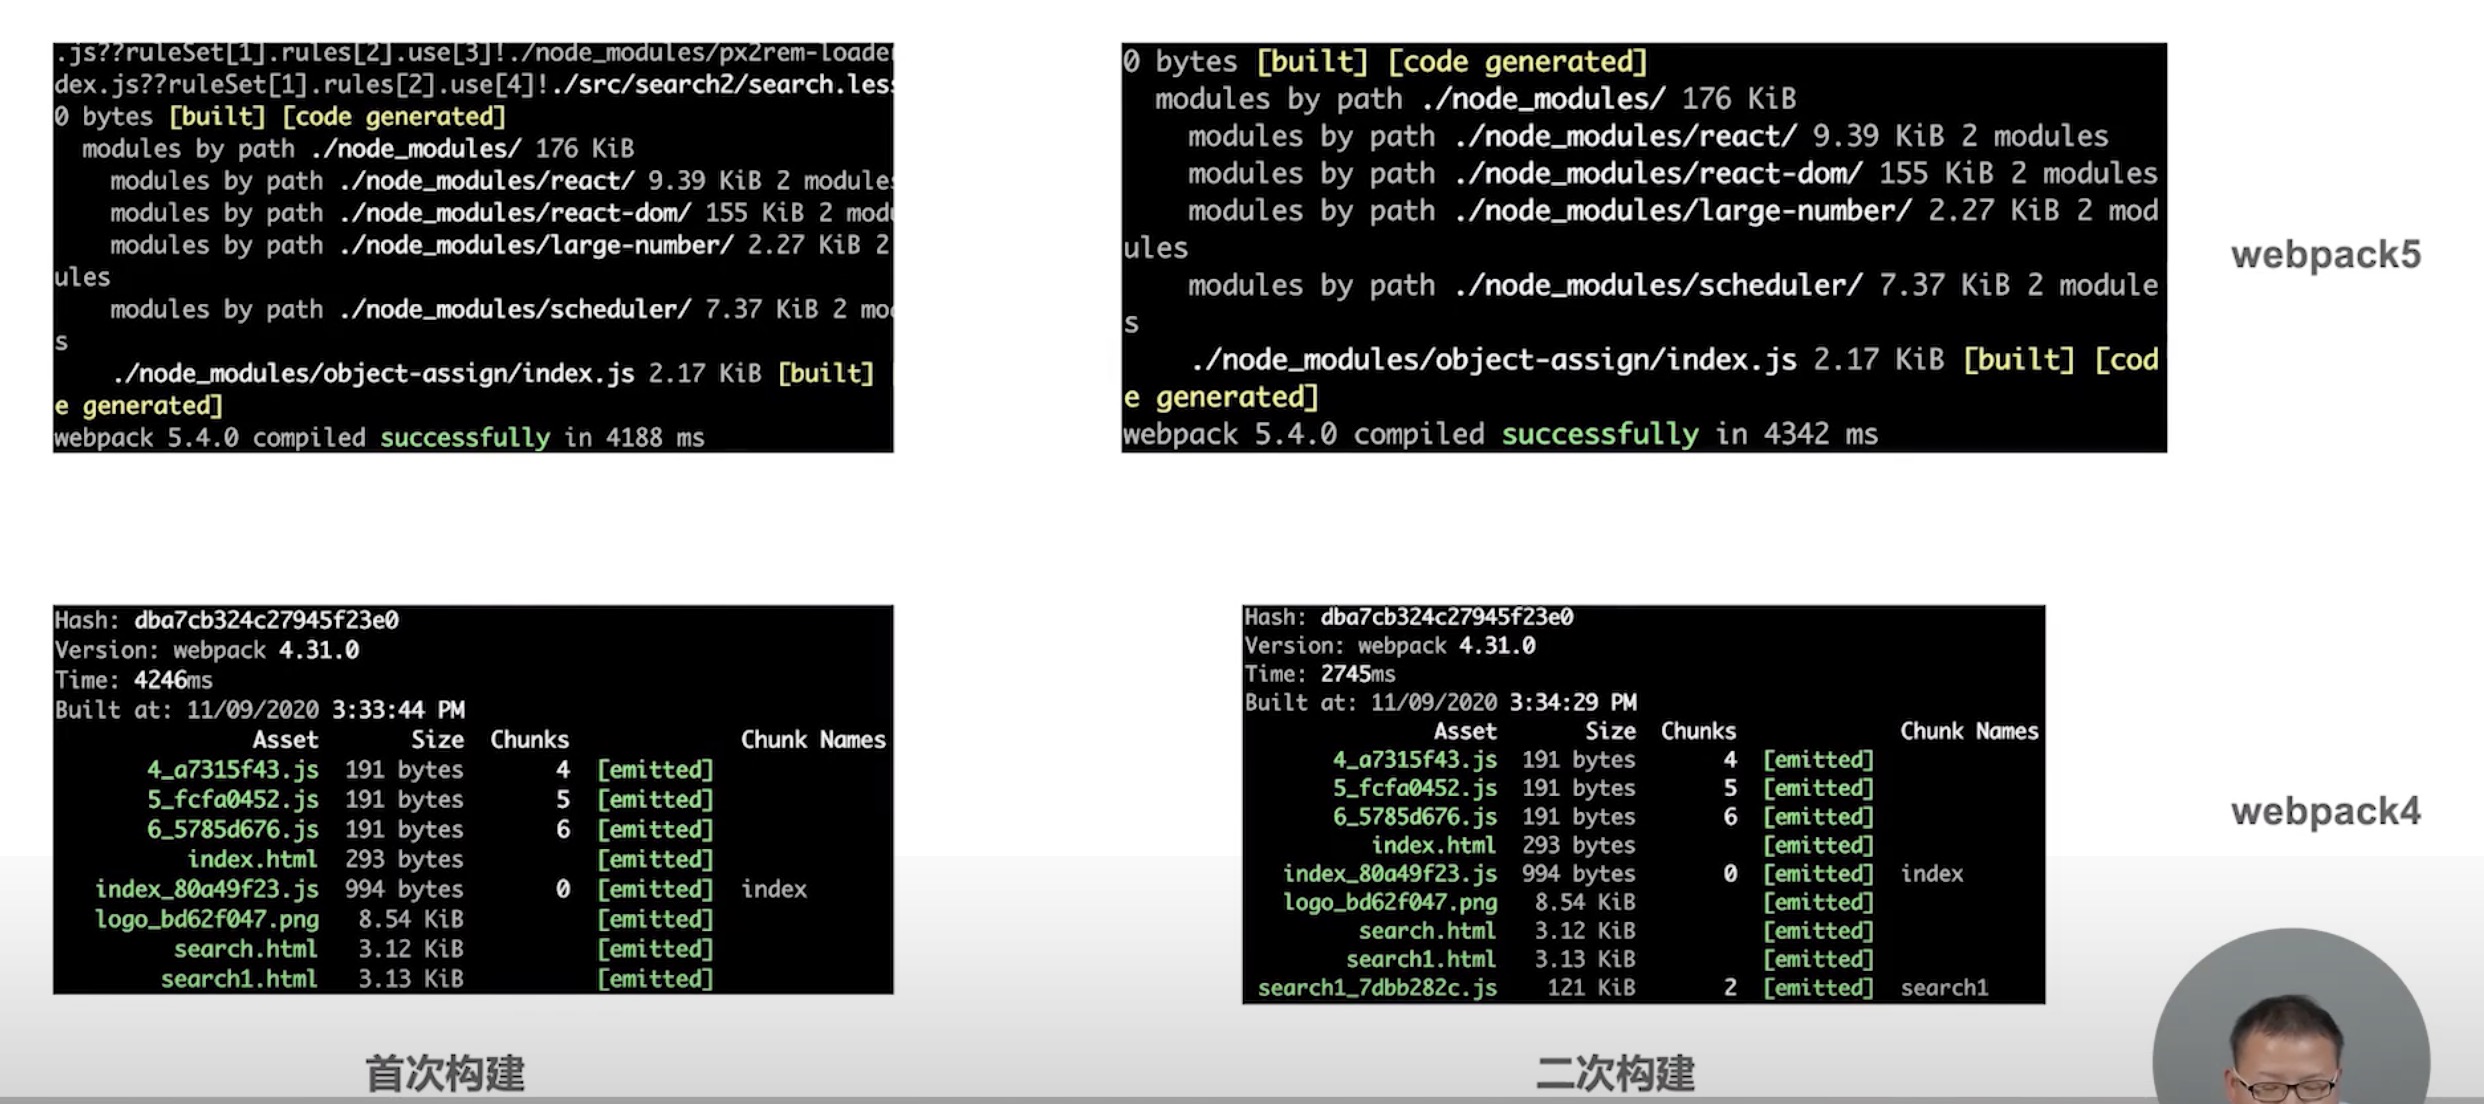 .js??ruleSet[1].rules[2].use[3]!./node_modules/px2rem-loade
dex.js??ruleSet[1].rules[2].use[4]!./src/search2/search.les
0 bytes [built] [code generated]
modules by path ./node_modules/ 176 KiB
modules by path ./node_modules/react/ 9.39 KiB 2 module
modules by path ./node_modules/react-dom/ 155 KiB 2 mod
modules by path ./node_modules/large-number/ 2.27 KiB 2
ules
modules by path ./node_modules/scheduler/ 7.37 KiB 2 mo
s
./node_modules/object-assign/index.js 2.17 KiB [built]
e generated]
webpack 5.4.0 compiled successfully in 4188 ms
0 bytes [built] [code generated]
modules by path ./node_modules/ 176 KiB
modules by path ./node_modules/react/ 9.39 KiB 2 modules
modules by path ./node_modules/react-dom/ 155 KiB 2 modules
modules by path ./node_modules/large-number/ 2.27 KiB 2 mod
ules
modules by path ./node_modules/scheduler/ 7.37 KiB 2 module
s
./node_modules/object-assign/index.js 2.17 KiB [built] [cod
e generated]
webpack 5.4.0 compiled successfully in 4342 ms
webpack5
Hash: dba7cb324c27945f23e0
Version: webpack 4.31.0
Time: 4246ms
Built at: 11/09/2020 3:33:44 PM
Asset Size Chunks Chunk Names
4_a7315f43.js 191 bytes 4 [emitted]
5_fcfa0452.js 191 bytes 5 [emitted]
6_5785d676.js 191 bytes 6 [emitted]
index.html 293 bytes [emitted]
index_80a49f23.js 994 bytes 0 [emitted] index
logo_bd62f047.png 8.54 KiB [emitted]
search.html 3.12 KiB [emitted]
search1.html 3.13 KiB [emitted]
Hash: dba7cb324c27945f23e0
Version: webpack 4.31.0
Time: 2745ms
Built at: 11/09/2020 3:34:29 PM
Asset Size Chunks Chunk Names
4_a7315f43.js 191 bytes 4 [emitted]
5_fcfa0452.js 191 bytes 5 [emitted]
6_5785d676.js 191 bytes 6 [emitted]
index.html 293 bytes [emitted]
index_80a49f23.js 994 bytes 0 [emitted] index
logo_bd62f047.png 8.54 KiB [emitted]
search.html 3.12 KiB [emitted]
search1.html 3.13 KiB [emitted]
search1_7dbb282c.js 121 KiB 2 [emitted] search1
webpack4
首次构建
二次构建